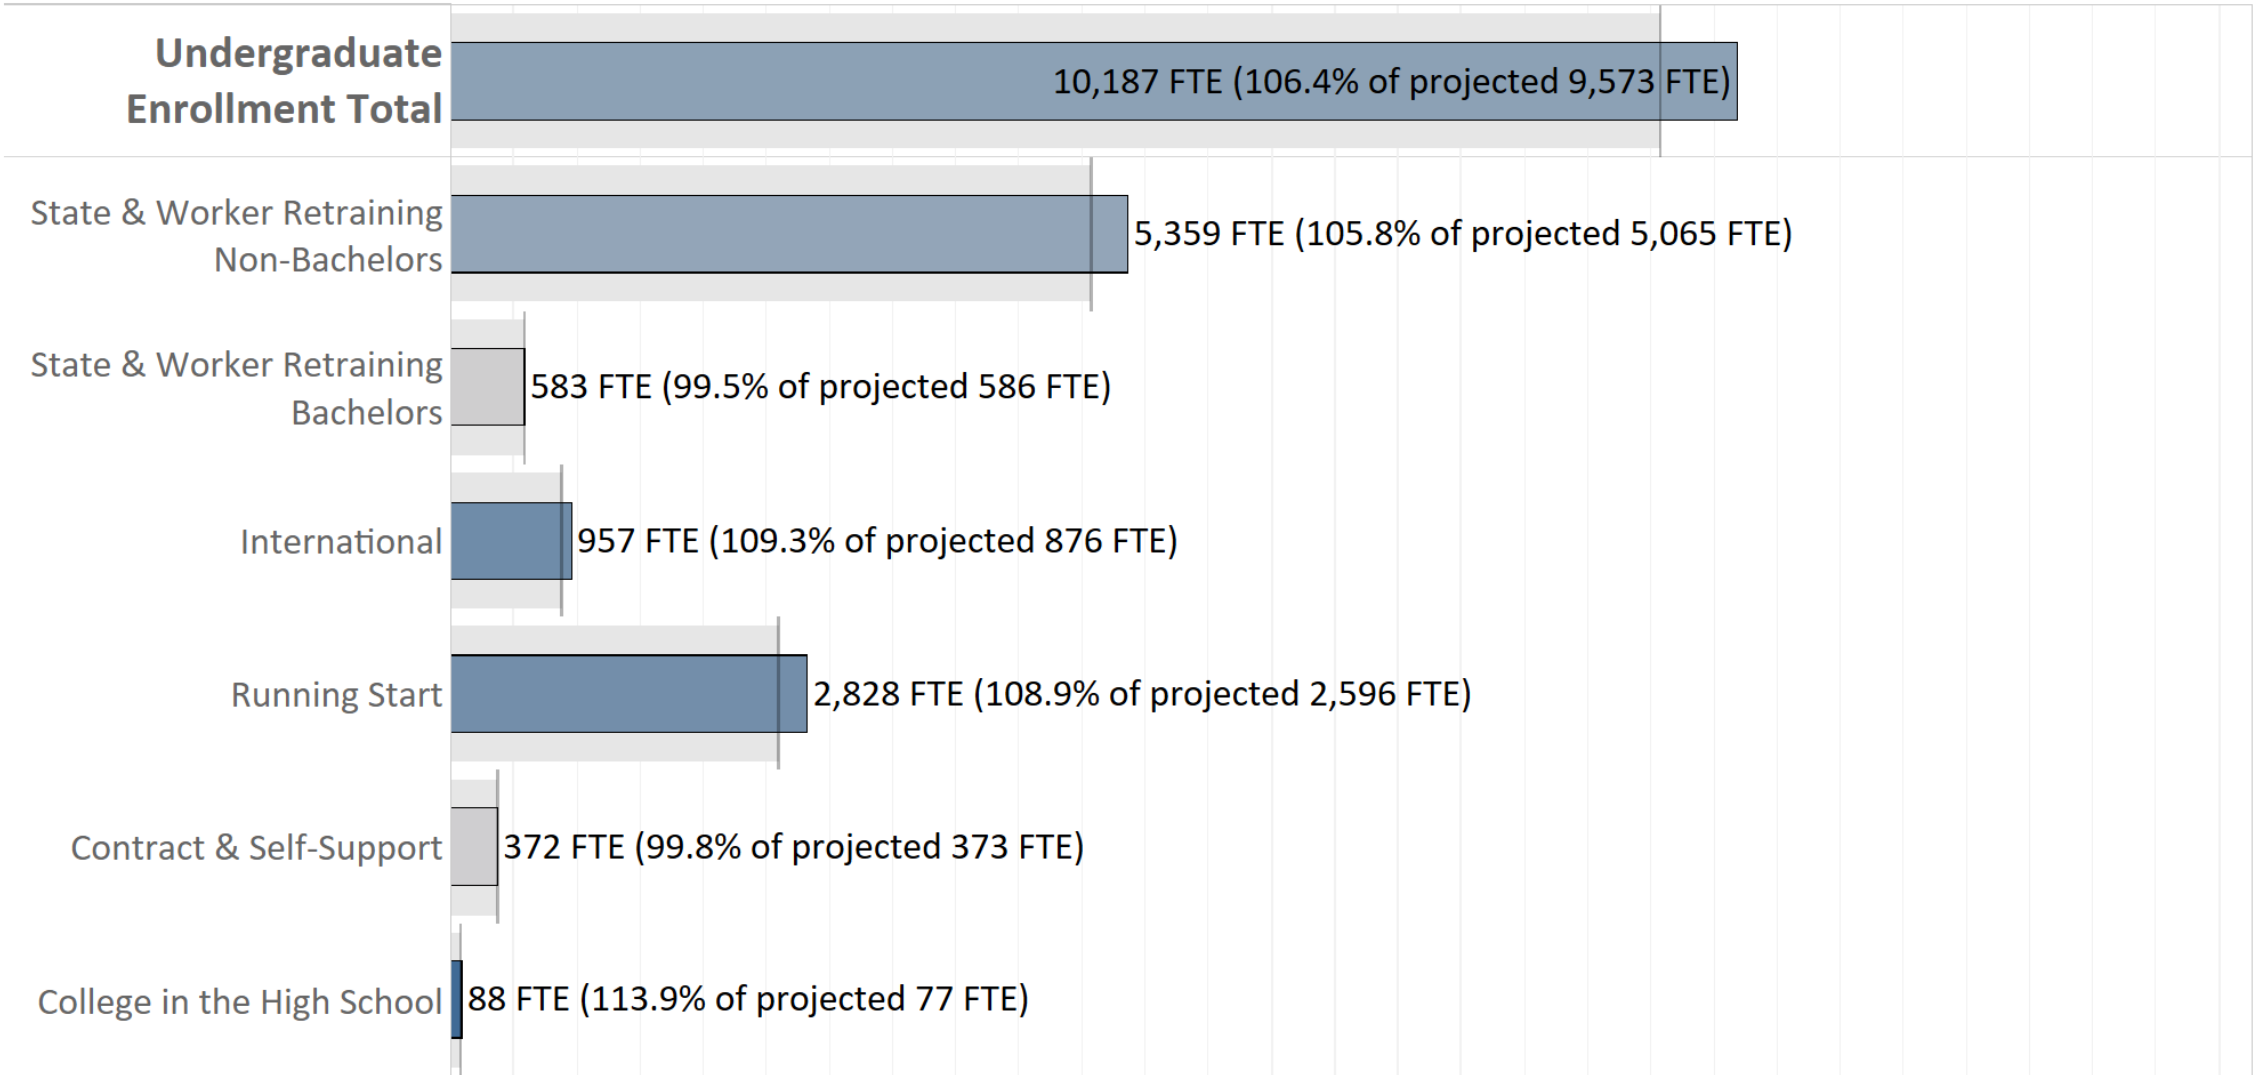 Undergraduate
Enrollment Total
10,187 FTE (106.4% of projected 9,573 FTE)
State & Worker Retraining
Non-Bachelors
5,359 FTE (105.8% of projected 5,065 FTE)
State & Worker Retraining
Bachelors
583 FTE (99.5% of projected 586 FTE)
International
957 FTE (109.3% of projected 876 FTE)
Running Start
2,828 FTE (108.9% of projected 2,596 FTE)
Contract & Self-Support
372 FTE (99.8% of projected 373 FTE)
College in the High School
88 FTE (113.9% of projected 77 FTE)